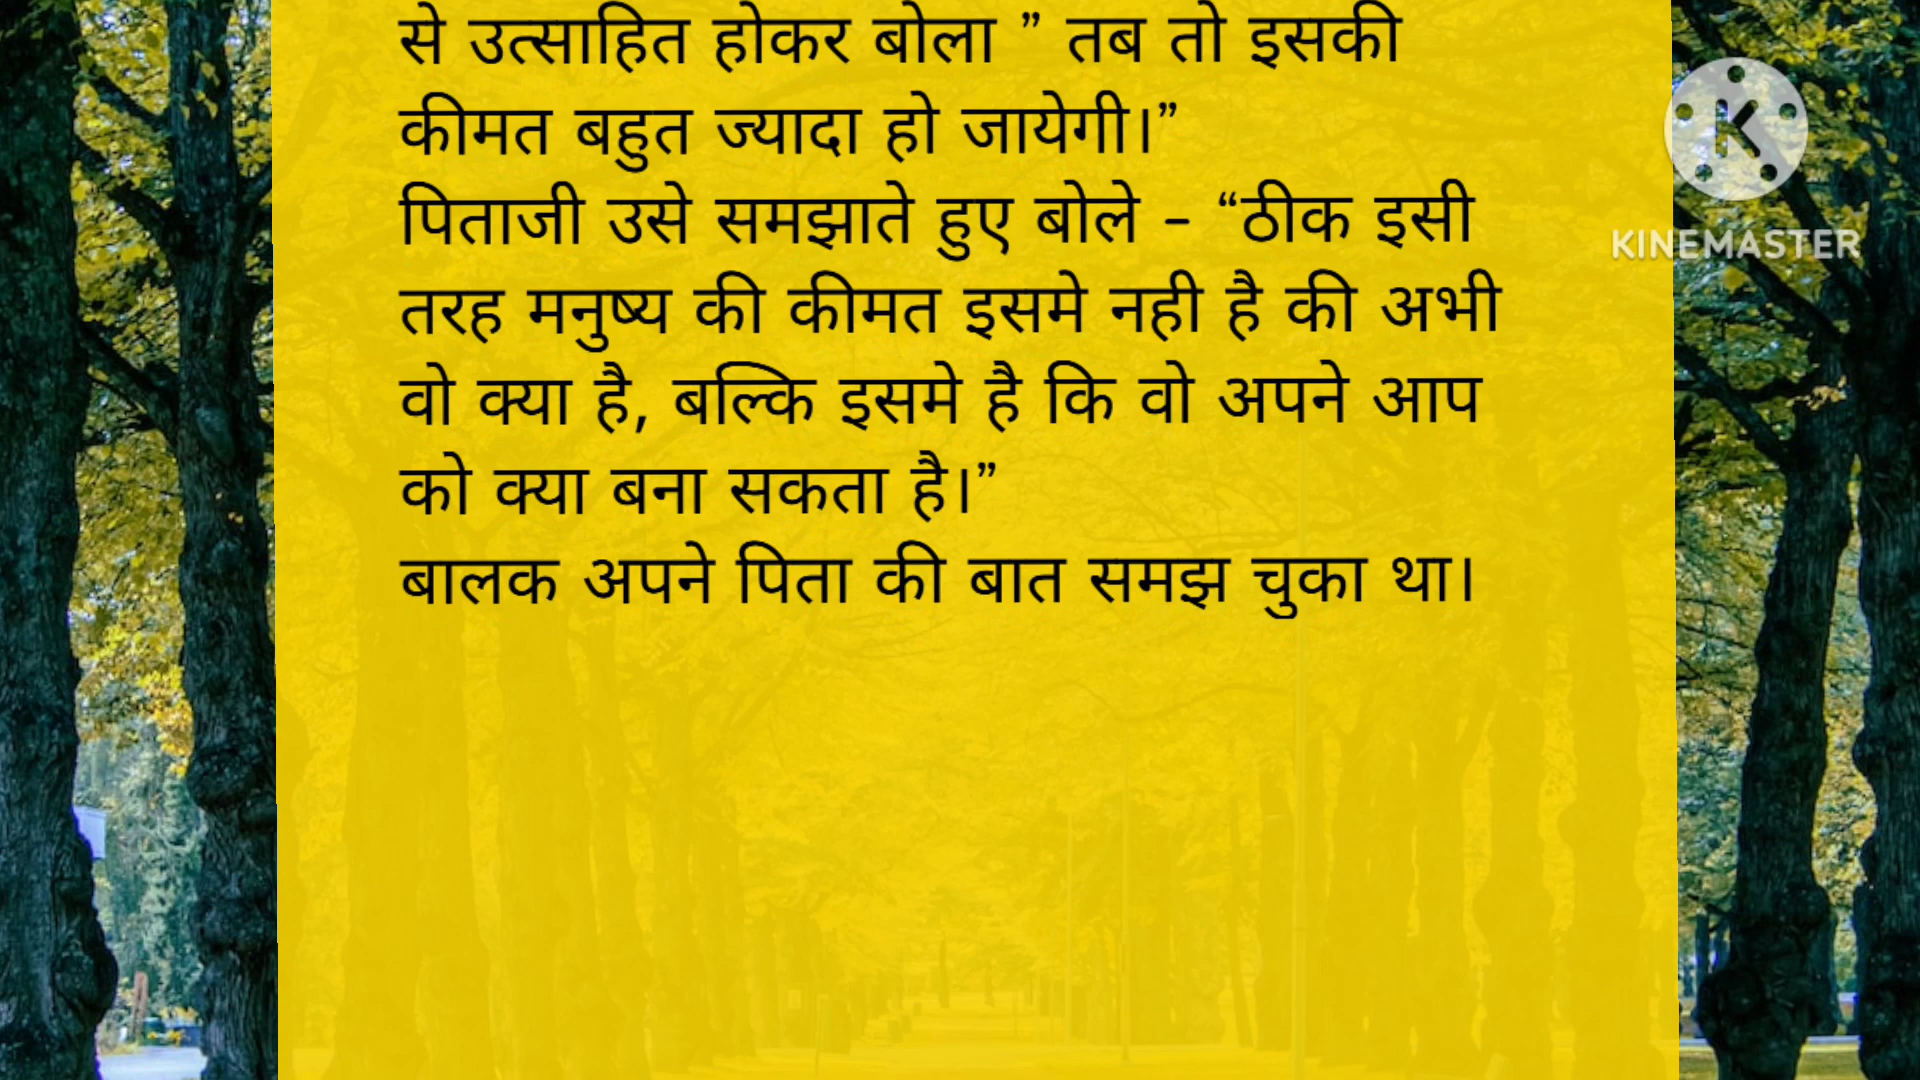 से उत्साहित होकर बोला ” तब तो इसकी
कीमत बहुत ज्यादा हो जायेगी।”
पिताजी उसे समझाते हुए बोले – “ठीक इसी
तरह मनुष्य की कीमत इसमे नही है की अभी
वो क्या है, बल्कि इसमे है कि वो अपने आप
को क्या बना सकता है।”
बालक अपने पिता की बात समझ चुका था।
K
KINEMASTER